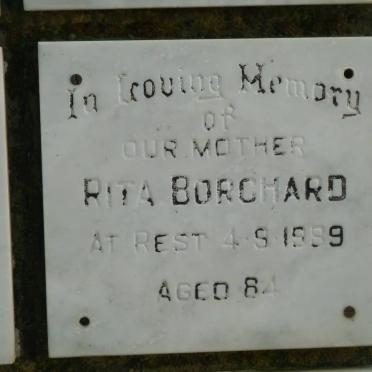 In Loving Memory
of
OUR MOTHER
RITA BORCHARD
AT REST 4·9·1989
AGED 84